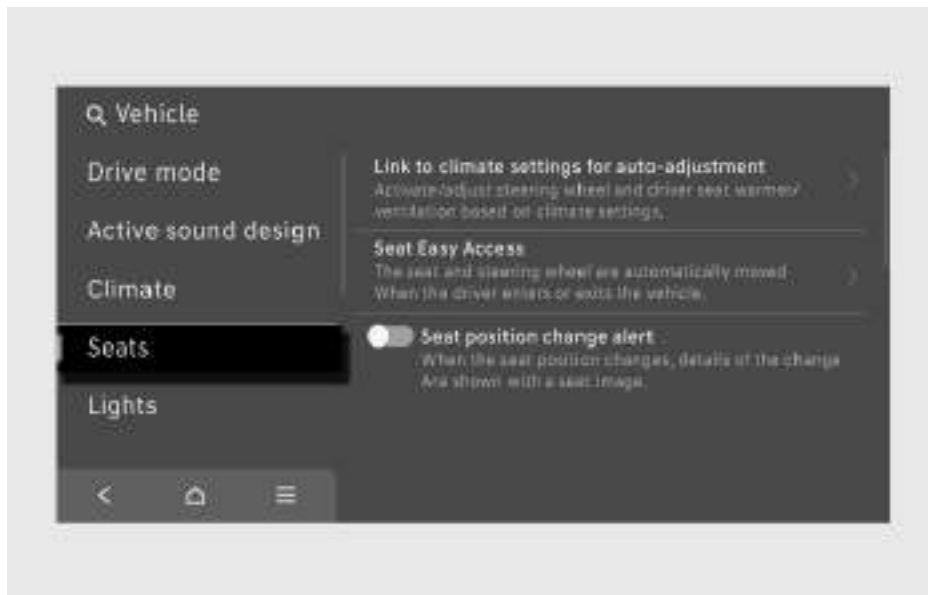 Vehicle
Drive mode
Active sound design
Climate
Seats
Lights
Link to climate settings for auto-adjustment
Activate/adjust steering wheel and driver seat warmer/
ventilation based on climate settings.
Seat Easy Access
The seat and steering wheel are automatically moved
When the driver enters or exits the vehicle.
Seat position change alert
When the seat position changes, details of the change
Are shown with a seat image.